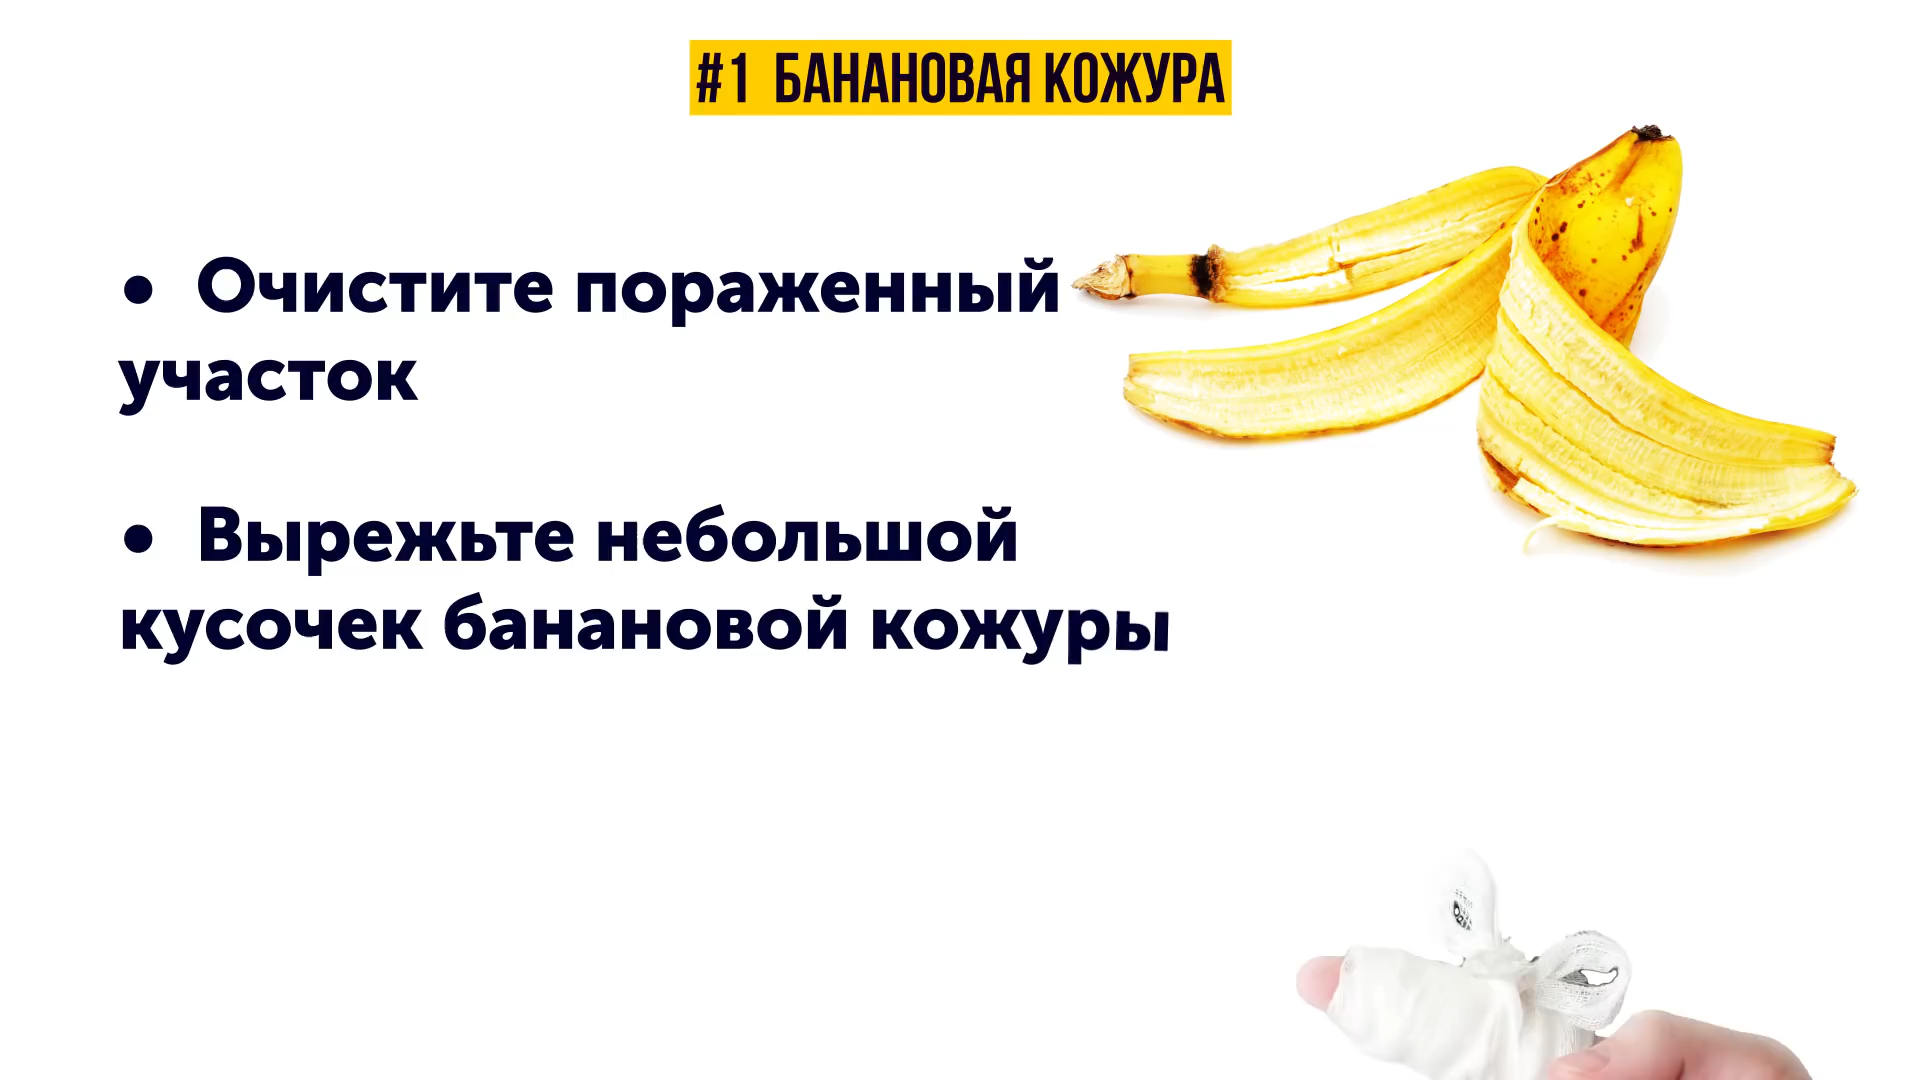 #1 БАНАНОВАЯ КОЖУРА
• Очистите пораженный
участок
• Вырежьте небольшой
кусочек банановой кожуры